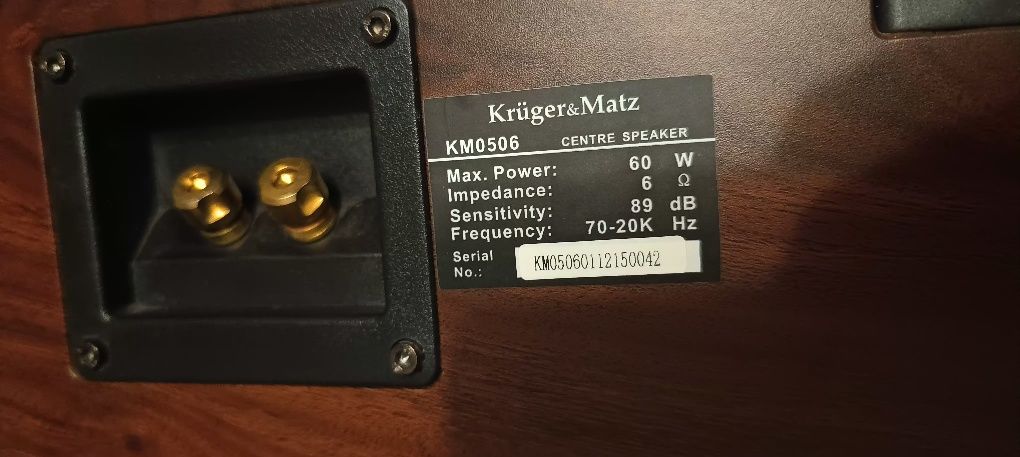 Krüger&Matz
KM0506 CENTRE SPEAKER
Max. Power: 60 W
Impedance: 6 Ω
Sensitivity: 89 dB
Frequency: 70-20K Hz
Serial
No.: KM05060112150042